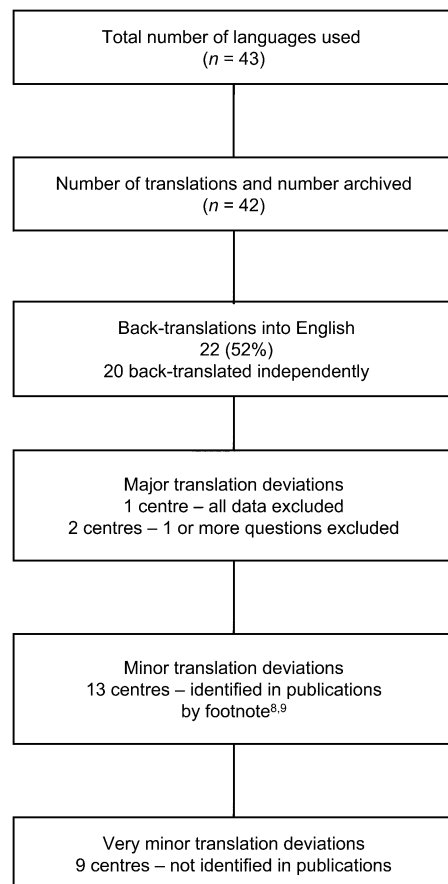 Total number of languages used
(n = 43)
Number of translations and number archived
(n = 42)
Back-translations into English
22 (52%)
20 back-translated independently
Major translation deviations
1 centre – all data excluded
2 centres – 1 or more questions excluded
Minor translation deviations
13 centres – identified in publications
by footnote8,9
Very minor translation deviations
9 centres – not identified in publications